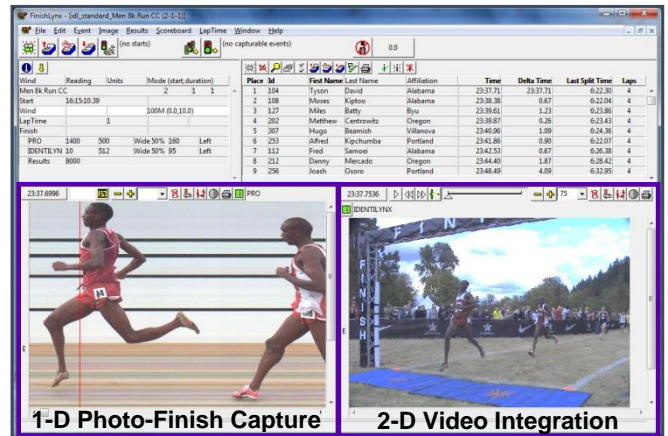 FinishLynx - [idl_standard_Men 8k Run CC (2-1-1)]
File Edit Event Image Results Scoreboard LapTime Window Help
(no starts) (no capturable events) 0.0
Wind Reading Units Mode (start,duration)
Men 8k Run CC 2 1 1
Start 16:15:10.39
Wind 100M (0.0,10.0)
LapTime 1
Finish
PRO 1400 500 Wide 50% 160 Left
IDENTILYN 10 512 Wide 50% 95 Left
Results 8000
Place Id First Name Last Name Affiliation Time Delta Time Last Split Time Laps
1 104 Tyson David Alabama 23:37.71 23:37.71 6:22.30 4
2 108 Moses Kiptoo Alabama 23:38.38 0.67 6:22.04 4
3 127 Miles Batty Byu 23:39.61 1.23 6:23.86 4
4 202 Matthew Centrowitz Oregon 23:39.87 0.26 6:23.43 4
5 307 Hugo Beamish Villanova 23:40.96 1.09 6:24.36 4
6 253 Alfred Kipchumba Portland 23:41.86 0.90 6:22.07 4
7 112 Fred Samoei Alabama 23:42.53 0.67 6:26.38 4
8 212 Danny Mercado Oregon 23:44.40 1.87 6:28.42 4
9 256 Joash Osoro Portland 23:48.49 4.09 6:32.95 4
23:37.6996 PRO
23:37.7536 75
IDENTILYNX
FINISH
E
E
1-D Photo-Finish Capture
2-D Video Integration